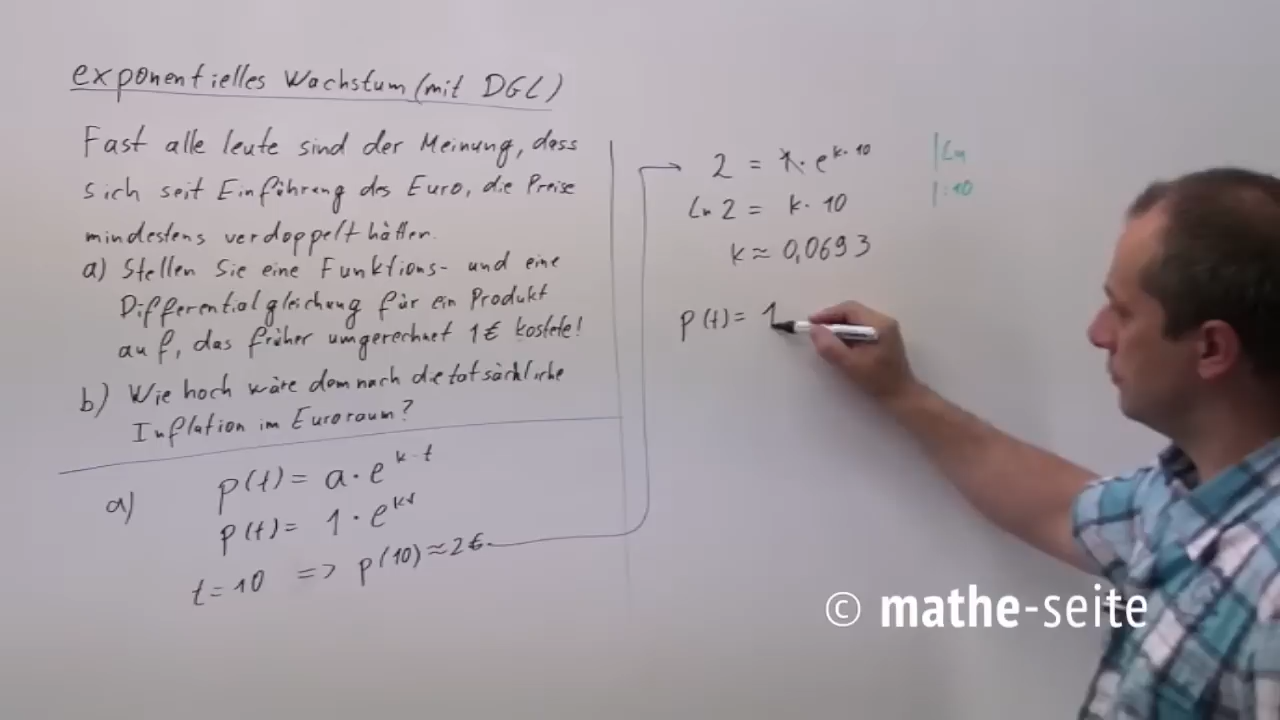 exponentielles Wachstum (mit DGL)
Fast alle leute sind der Meinung, dass
sich seit Einführung des Euro, die Preise
mindestens verdoppelt hätten.
a) Stellen Sie eine Funktions- und eine
Differentialgleichung für ein Produkt
auf, das früher umgerechnet 1€ kostete!
b) Wie hoch wäre demnach die tatsächliche
Inflation im Euroraum?
a) p(t) = a · e^{k·t}
p(t) = 1 · e^{kt}
t = 10 => p(10) ≈ 2€
2 = 1 · e^{k·10} | Ln
Ln 2 = k · 10 | :10
k ≈ 0,0693
p(t) = 1
© mathe-seite